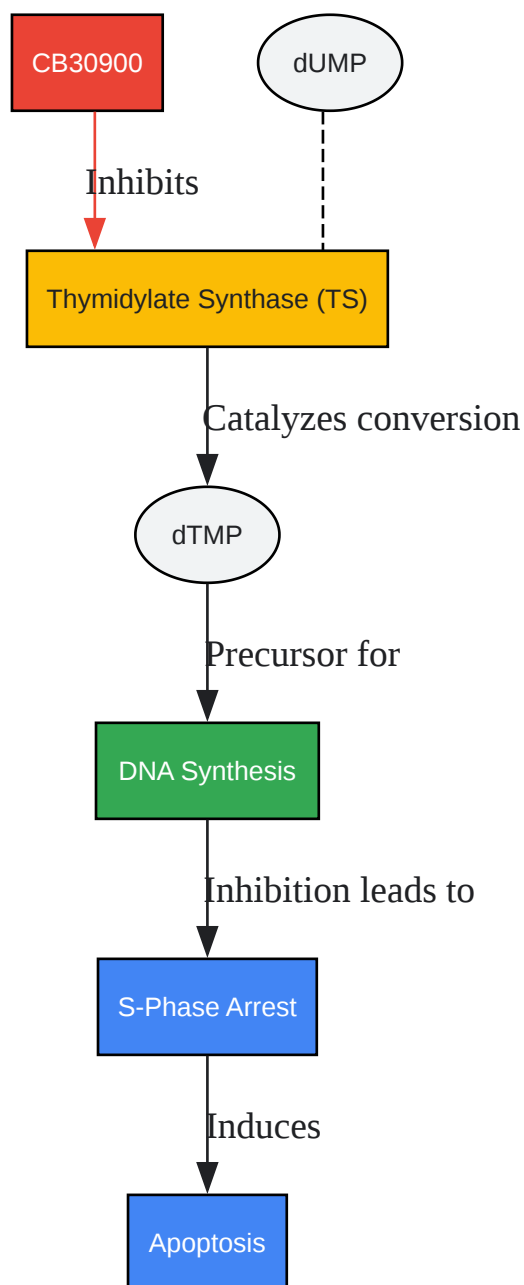 CB30900
dUMP
Inhibits
Thymidylate Synthase (TS)
Catalyzes conversion
dTMP
Precursor for
DNA Synthesis
Inhibition leads to
S-Phase Arrest
Induces
Apoptosis